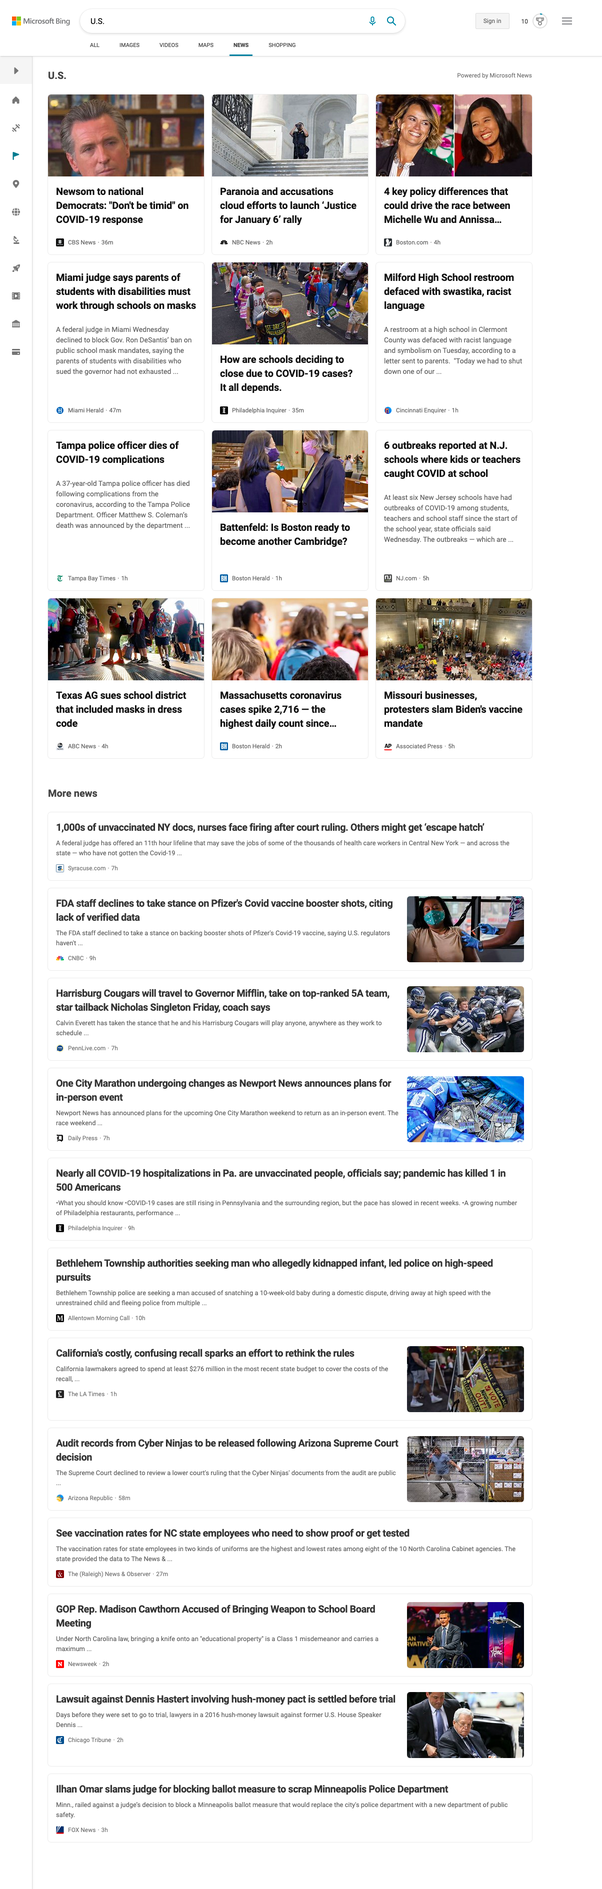 Microsoft Bing
U.S.
Sign in
10
ALL
IMAGES
VIDEOS
MAPS
NEWS
SHOPPING
U.S.
Powered by Microsoft News
Newsom to national
Democrats: "Don't be timid" on
COVID-19 response
CBS News · 36m
Paranoia and accusations
cloud efforts to launch 'Justice
for January 6' rally
NBC News · 2h
4 key policy differences that
could drive the race between
Michelle Wu and Annissa...
Boston.com · 4h
Miami judge says parents of
students with disabilities must
work through schools on masks
A federal judge in Miami Wednesday
declined to block Gov. Ron DeSantis' ban on
public school mask mandates, saying the
parents of students with disabilities who
sued the governor had not exhausted ...
Miami Herald · 47m
How are schools deciding to
close due to COVID-19 cases?
It all depends.
Philadelphia Inquirer · 35m
Milford High School restroom
defaced with swastika, racist
language
A restroom at a high school in Clermont
County was defaced with racist language
and symbolism on Tuesday, according to a
letter sent to parents. "Today we had to shut
down one of our ...
Cincinnati Enquirer · 1h
Tampa police officer dies of
COVID-19 complications
A 37-year-old Tampa police officer has died
following complications from the
coronavirus, according to the Tampa Police
Department. Officer Matthew S. Coleman's
death was announced by the department ...
Tampa Bay Times · 1h
Battenfeld: Is Boston ready to
become another Cambridge?
Boston Herald · 1h
6 outbreaks reported at N.J.
schools where kids or teachers
caught COVID at school
At least six New Jersey schools have had
outbreaks of COVID-19 among students,
teachers and school staff since the start of
the school year, state officials said
Wednesday. The outbreaks — which are ...
NJ.com · 5h
Texas AG sues school district
that included masks in dress
code
ABC News · 4h
Massachusetts coronavirus
cases spike 2,716 — the
highest daily count since...
Boston Herald · 2h
Missouri businesses,
protesters slam Biden's vaccine
mandate
AP Associated Press · 5h
More news
1,000s of unvaccinated NY docs, nurses face firing after court ruling. Others might get 'escape hatch'
A federal judge has offered an 11th hour lifeline that may save the jobs of some of the thousands of health care workers in Central New York — and across the
state — who have not gotten the Covid-19 ...
Syracuse.com · 7h
FDA staff declines to take stance on Pfizer's Covid vaccine booster shots, citing
lack of verified data
The FDA staff declined to take a stance on backing booster shots of Pfizer's Covid-19 vaccine, saying U.S. regulators
haven't ...
CNBC · 9h
Harrisburg Cougars will travel to Governor Mifflin, take on top-ranked 5A team,
star tailback Nicholas Singleton Friday, coach says
Calvin Everett has taken the stance that he and his Harrisburg Cougars will play anyone, anywhere as they work to
schedule ...
PennLive.com · 7h
One City Marathon undergoing changes as Newport News announces plans for
in-person event
Newport News has announced plans for the upcoming One City Marathon weekend to return as an in-person event. The
race weekend ...
Daily Press · 7h
Nearly all COVID-19 hospitalizations in Pa. are unvaccinated people, officials say; pandemic has killed 1 in
500 Americans
•What you should know •COVID-19 cases are still rising in Pennsylvania and the surrounding region, but the pace has slowed in recent weeks. •A growing number
of Philadelphia restaurants, performance ...
Philadelphia Inquirer · 9h
Bethlehem Township authorities seeking man who allegedly kidnapped infant, led police on high-speed
pursuits
Bethlehem Township police are seeking a man accused of snatching a 10-week-old baby during a domestic dispute, driving away at high speed with the
unrestrained child and fleeing police from multiple ...
Allentown Morning Call · 10h
California's costly, confusing recall sparks an effort to rethink the rules
California lawmakers agreed to spend at least $276 million in the most recent state budget to cover the costs of the
recall, ...
The LA Times · 1h
Audit records from Cyber Ninjas to be released following Arizona Supreme Court
decision
The Supreme Court declined to review a lower court's ruling that the Cyber Ninjas' documents from the audit are public
...
Arizona Republic · 58m
See vaccination rates for NC state employees who need to show proof or get tested
The vaccination rates for state employees in two kinds of uniforms are the highest and lowest rates among eight of the 10 North Carolina Cabinet agencies. The
state provided the data to The News & ...
The (Raleigh) News & Observer · 27m
GOP Rep. Madison Cawthorn Accused of Bringing Weapon to School Board
Meeting
Under North Carolina law, bringing a knife onto an "educational property" is a Class 1 misdemeanor and carries a
maximum ...
Newsweek · 2h
Lawsuit against Dennis Hastert involving hush-money pact is settled before trial
Days before they were set to go to trial, lawyers in a 2016 hush-money lawsuit against former U.S. House Speaker
Dennis ...
Chicago Tribune · 2h
Ilhan Omar slams judge for blocking ballot measure to scrap Minneapolis Police Department
Minn., railed against a judge's decision to block a Minneapolis ballot measure that would replace the city's police department with a new department of public
safety.
FOX News · 3h